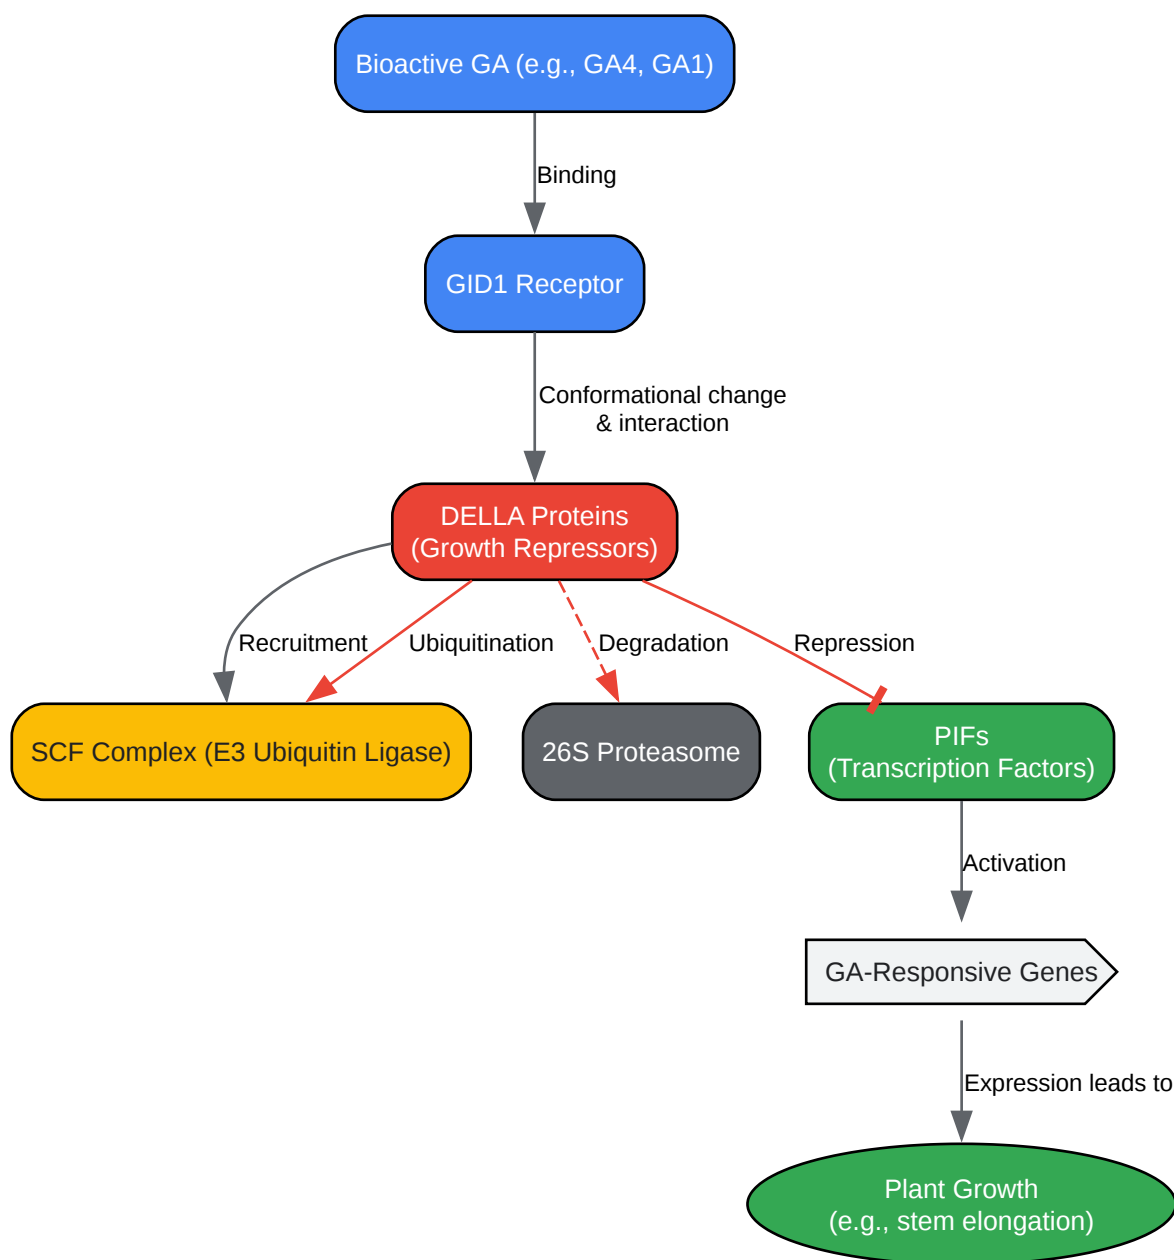 Bioactive GA (e.g., GA4, GA1)
Binding
GID1 Receptor
Conformational change
& interaction
DELLA Proteins
(Growth Repressors)
Recruitment
Ubiquitination
Degradation
Repression
SCF Complex (E3 Ubiquitin Ligase)
26S Proteasome
PIFs
(Transcription Factors)
Activation
GA-Responsive Genes
Expression leads to
Plant Growth
(e.g., stem elongation)